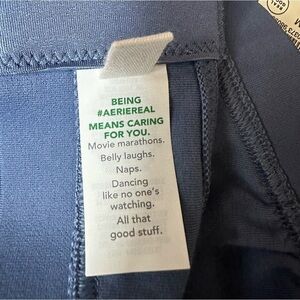 BEING
#AERIEREAL
MEANS CARING
FOR YOU.
Movie marathons.
Belly laughs.
Naps.
Dancing
like no one's
watching.
All that
good stuff.